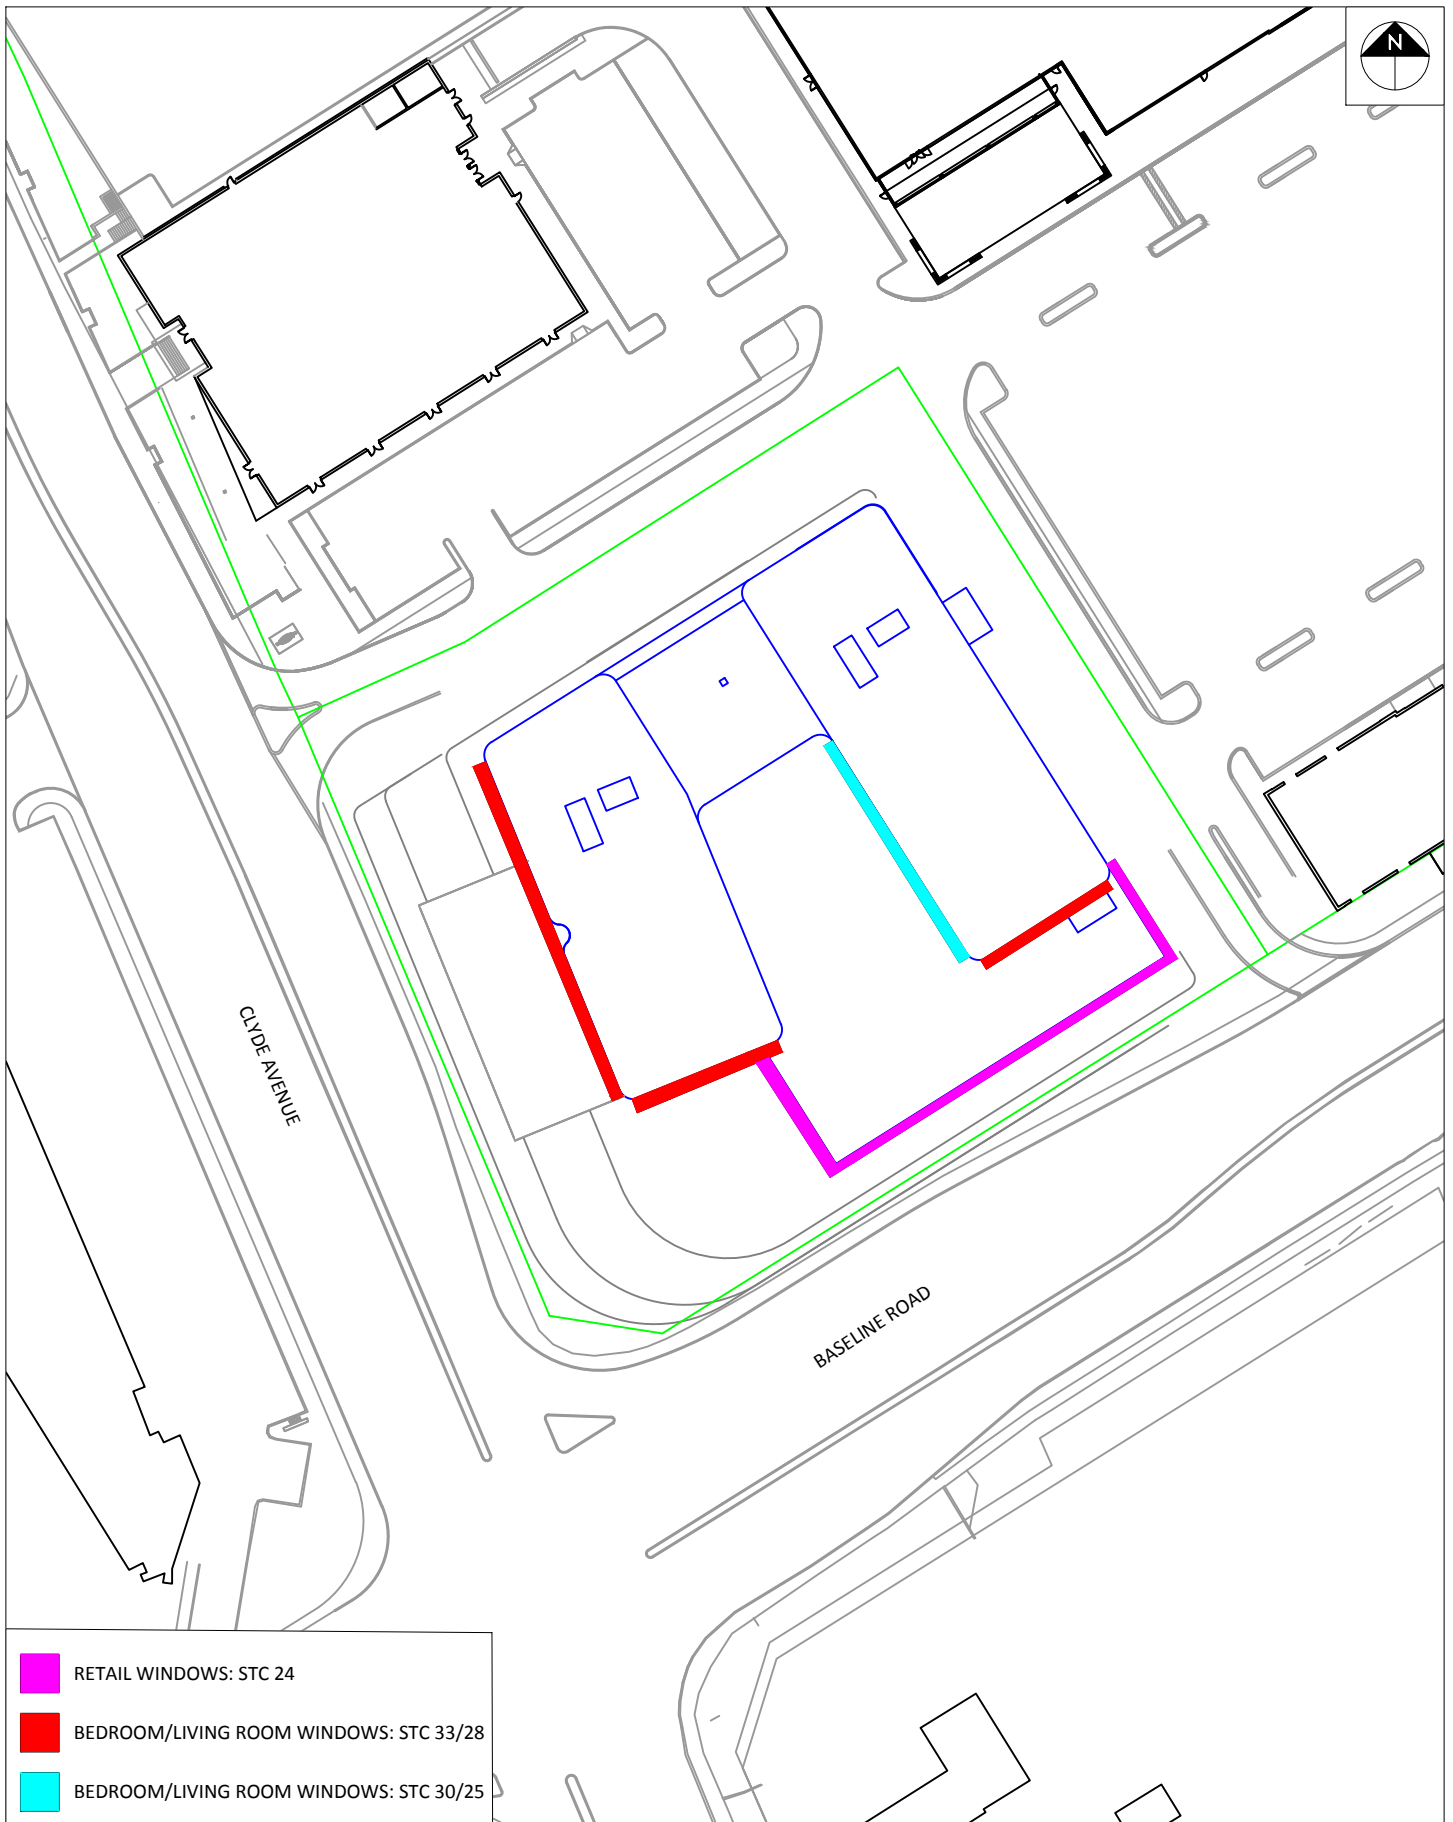 N
CLYDE AVENUE
BASELINE ROAD
RETAIL WINDOWS: STC 24
BEDROOM/LIVING ROOM WINDOWS: STC 33/28
BEDROOM/LIVING ROOM WINDOWS: STC 30/25